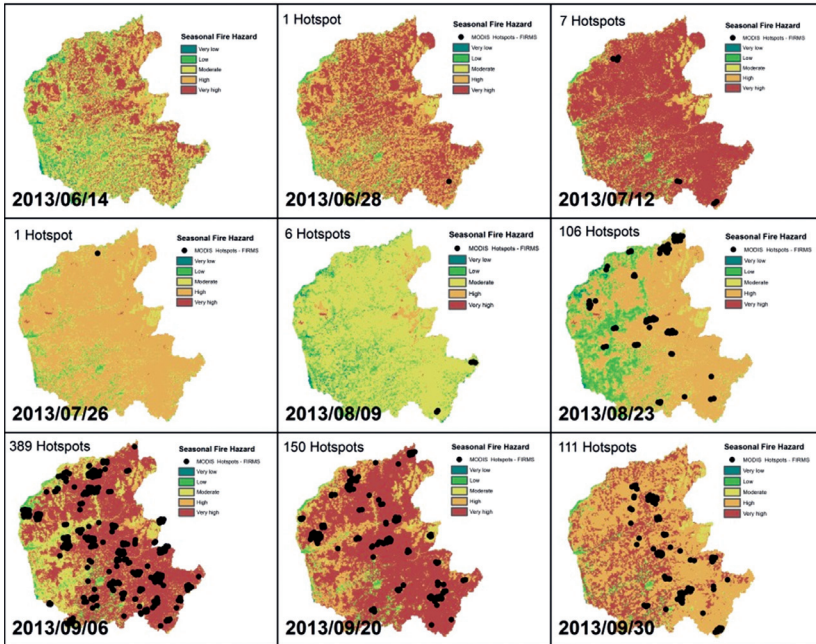 Seasonal Fire Hazard
Very low
Low
Moderate
High
Very high
2013/06/14
1 Hotspot
Seasonal Fire Hazard
MODIS Hotspots - FIRMS
Very low
Low
Moderate
High
Very high
2013/06/28
7 Hotspots
Seasonal Fire Hazard
MODIS Hotspots - FIRMS
Very low
Low
Moderate
High
Very high
2013/07/12
1 Hotspot
Seasonal Fire Hazard
MODIS Hotspots - FIRMS
Very low
Low
Moderate
High
Very high
2013/07/26
6 Hotspots
Seasonal Fire Hazard
MODIS Hotspots - FIRMS
Very low
Low
Moderate
High
Very high
2013/08/09
106 Hotspots
Seasonal Fire Hazard
MODIS Hotspots - FIRMS
Very low
Low
Moderate
High
Very high
2013/08/23
389 Hotspots
Seasonal Fire Hazard
MODIS Hotspots - FIRMS
Very low
Low
Moderate
High
Very high
2013/09/06
150 Hotspots
Seasonal Fire Hazard
MODIS Hotspots - FIRMS
Very low
Low
Moderate
High
Very high
2013/09/20
111 Hotspots
Seasonal Fire Hazard
MODIS Hotspots - FIRMS
Very low
Low
Moderate
High
Very high
2013/09/30